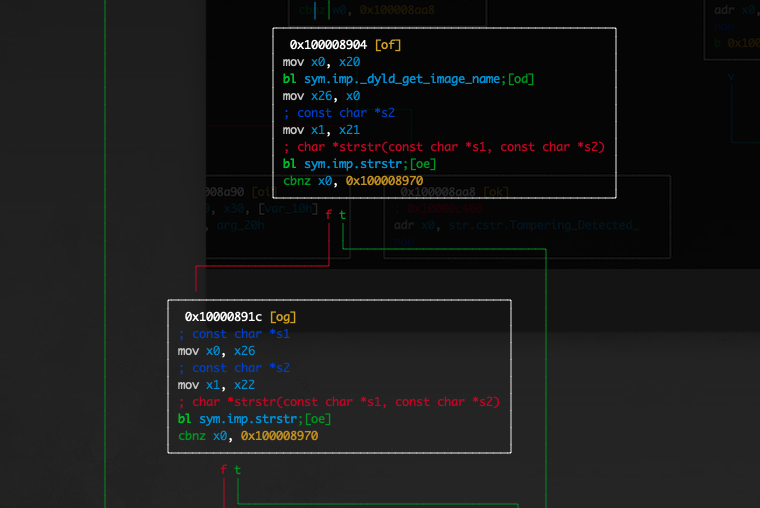 cbnz w0, 0x100008aa8
adr x0,
b 0x100
v
0x100008904 [of]
mov x0, x20
bl sym.imp._dyld_get_image_name;[od]
mov x26, x0
; const char *s2
mov x1, x21
; char *strstr(const char *s1, const char *s2)
bl sym.imp.strstr;[oe]
cbnz x0, 0x100008970
f t
008a90 [oi]
, x30, [var_10h]
, arg_20h
0x100008aa8 [ok]
adr x0, str.cstr.Tampering_Detected_
0x10000891c [og]
; const char *s1
mov x0, x26
; const char *s2
mov x1, x22
; char *strstr(const char *s1, const char *s2)
bl sym.imp.strstr;[oe]
cbnz x0, 0x100008970
f t